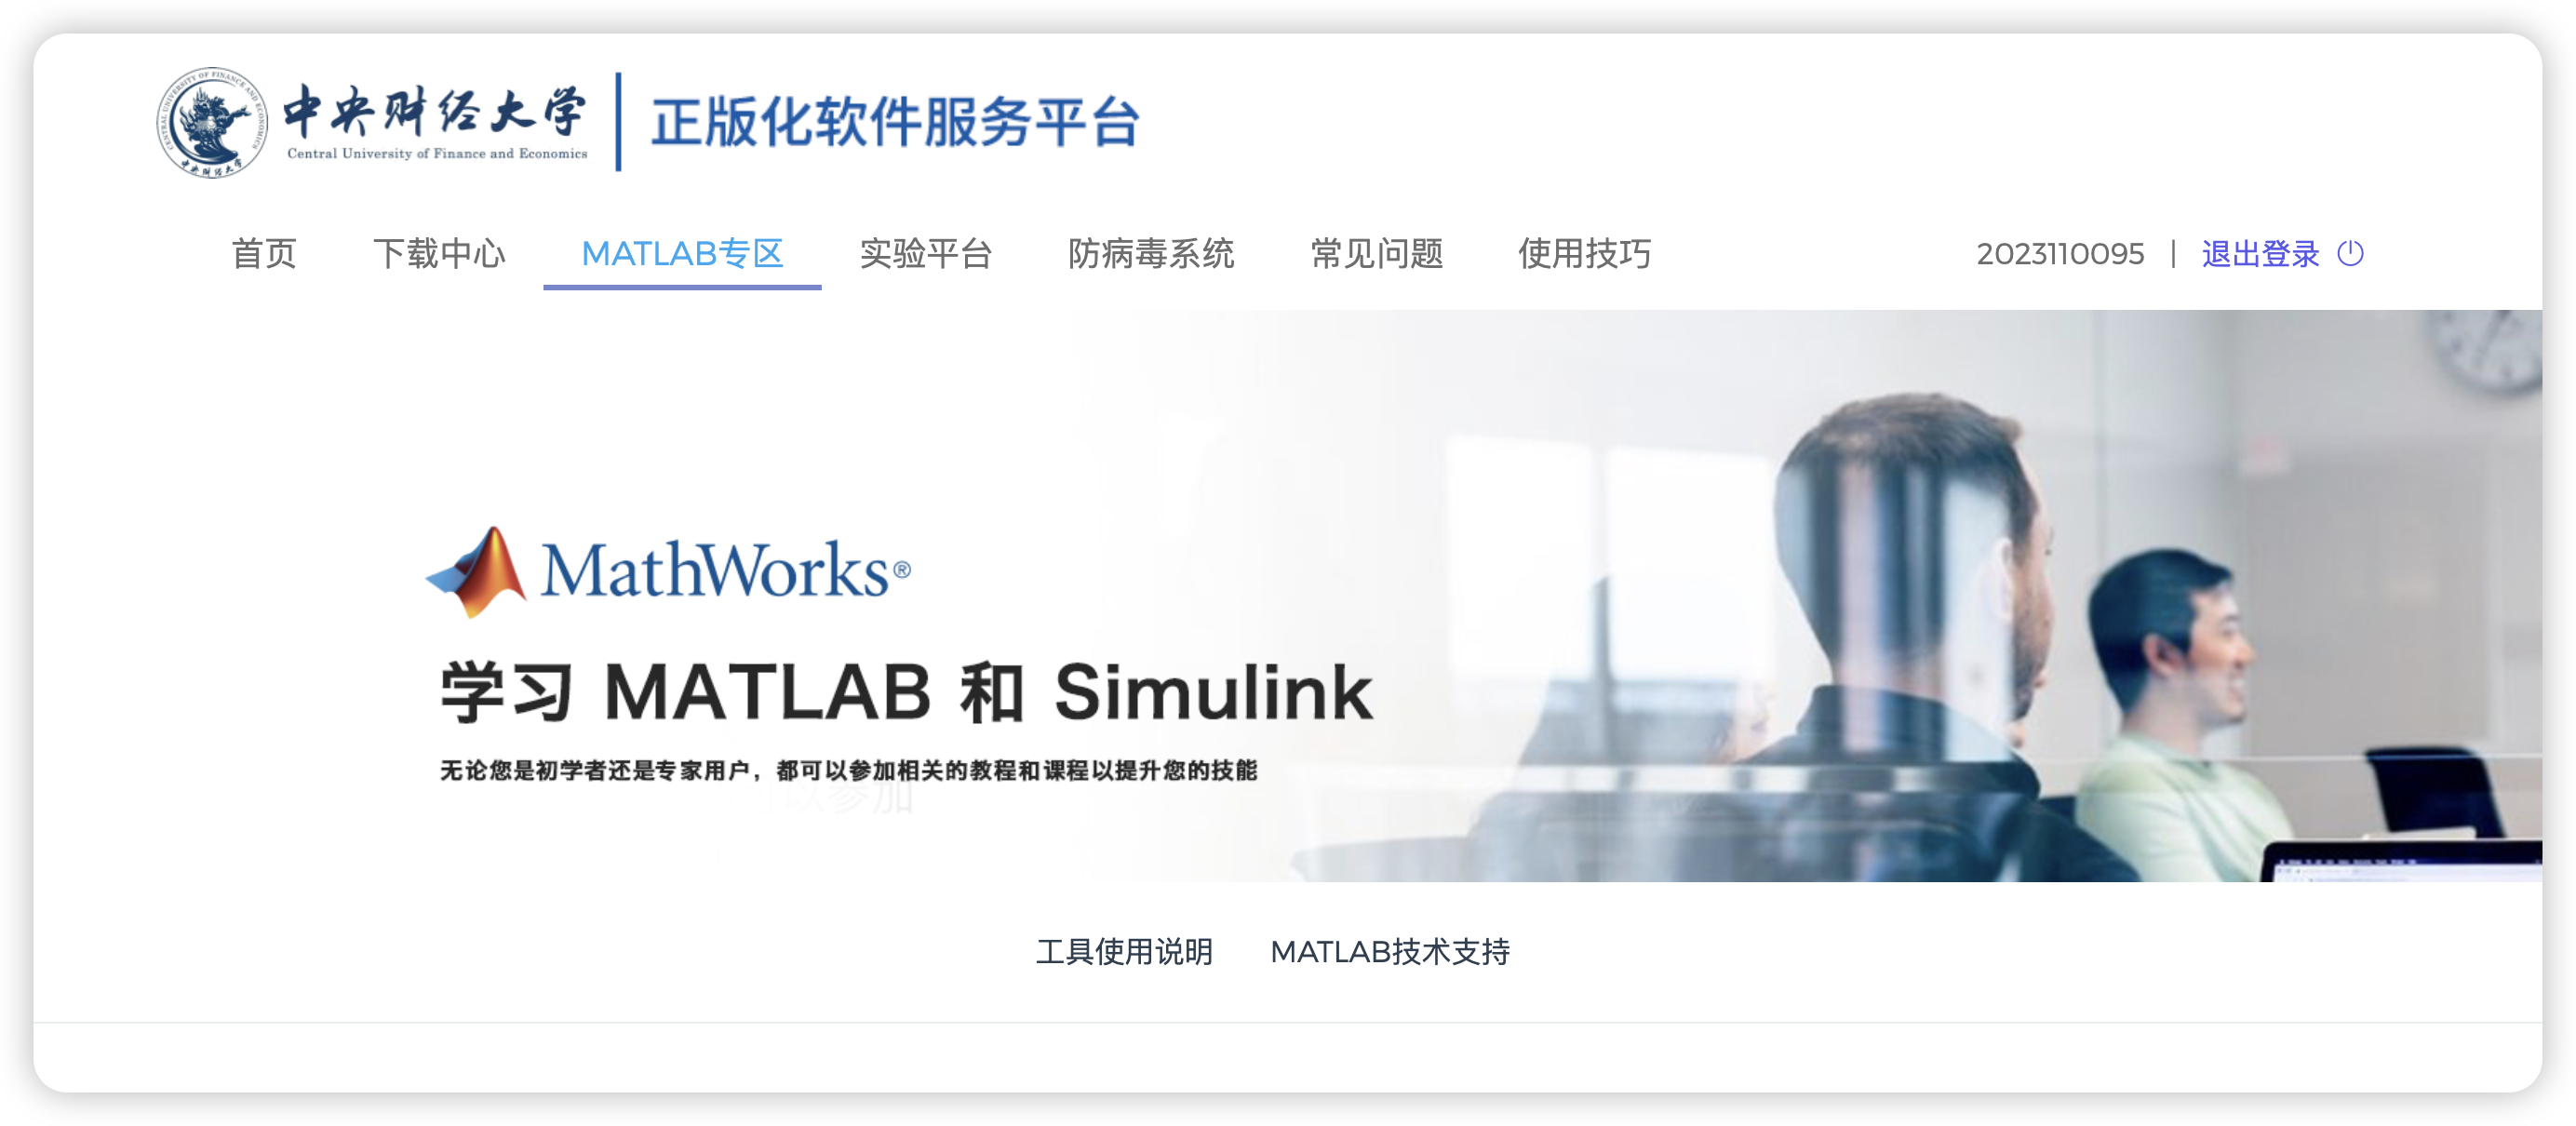 中央财经大学
Central University of Finance and Economics
正版化软件服务平台
首页 下载中心 MATLAB专区 实验平台 防病毒系统 常见问题 使用技巧 2023110095 | 退出登录
MathWorks®
学习 MATLAB 和 Simulink
无论您是初学者还是专家用户，都可以参加相关的教程和课程以提升您的技能
可以参加
工具使用说明 MATLAB技术支持